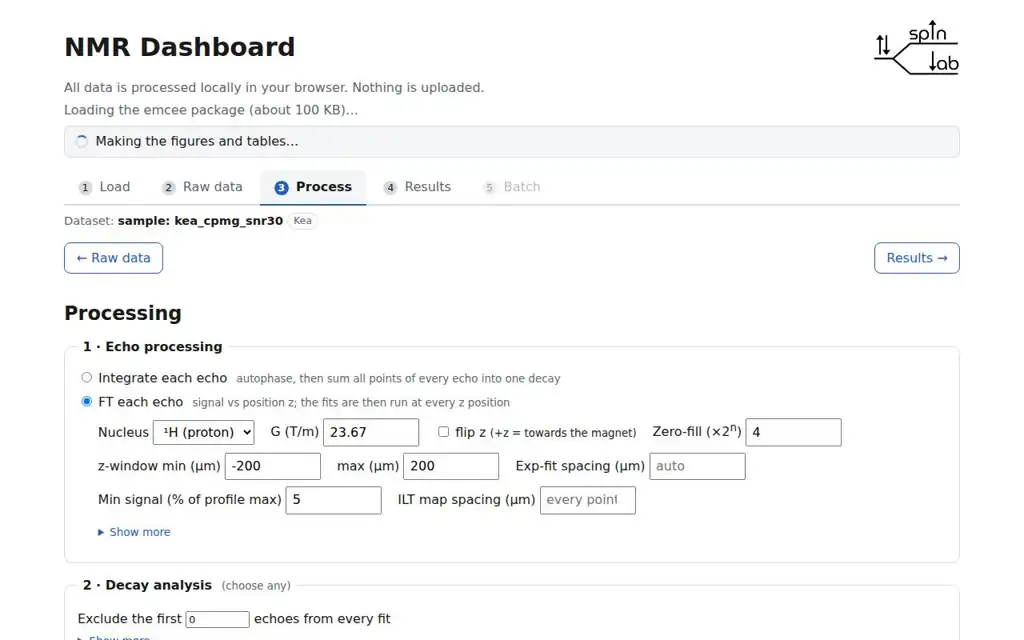 NMR Dashboard
spin
lab
All data is processed locally in your browser. Nothing is uploaded.
Loading the emcee package (about 100 KB)…
Making the figures and tables…
1 Load 2 Raw data 3 Process 4 Results 5 Batch
Dataset: sample: kea_cpmg_snr30 Kea
← Raw data Results →
Processing
1 · Echo processing
Integrate each echo autophase, then sum all points of every echo into one decay
FT each echo signal vs position z; the fits are then run at every z position
Nucleus ¹H (proton) G (T/m) 23.67 flip z (+z = towards the magnet) Zero-fill (×2ⁿ) 4
z-window min (μm) -200 max (μm) 200 Exp-fit spacing (μm) auto
Min signal (% of profile max) 5 ILT map spacing (μm) every point
Show more
2 · Decay analysis (choose any)
Exclude the first 0 echoes from every fit
Show more